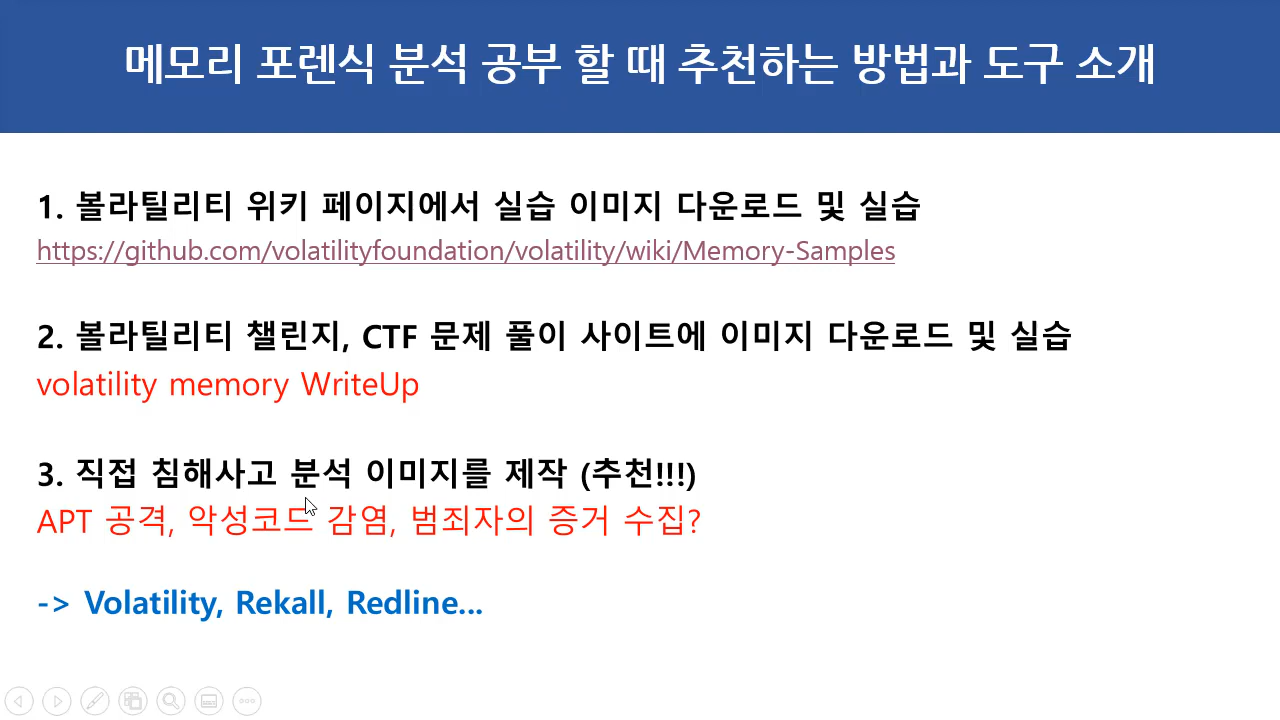 메모리 포렌식 분석 공부 할 때 추천하는 방법과 도구 소개
1. 볼라틸리티 위키 페이지에서 실습 이미지 다운로드 및 실습
https://github.com/volatilityfoundation/volatility/wiki/Memory-Samples
2. 볼라틸리티 챌린지, CTF 문제 풀이 사이트에 이미지 다운로드 및 실습
volatility memory WriteUp
3. 직접 침해사고 분석 이미지를 제작 (추천!!!)
APT 공격, 악성코드 감염, 범죄자의 증거 수집?
-> Volatility, Rekall, Redline...